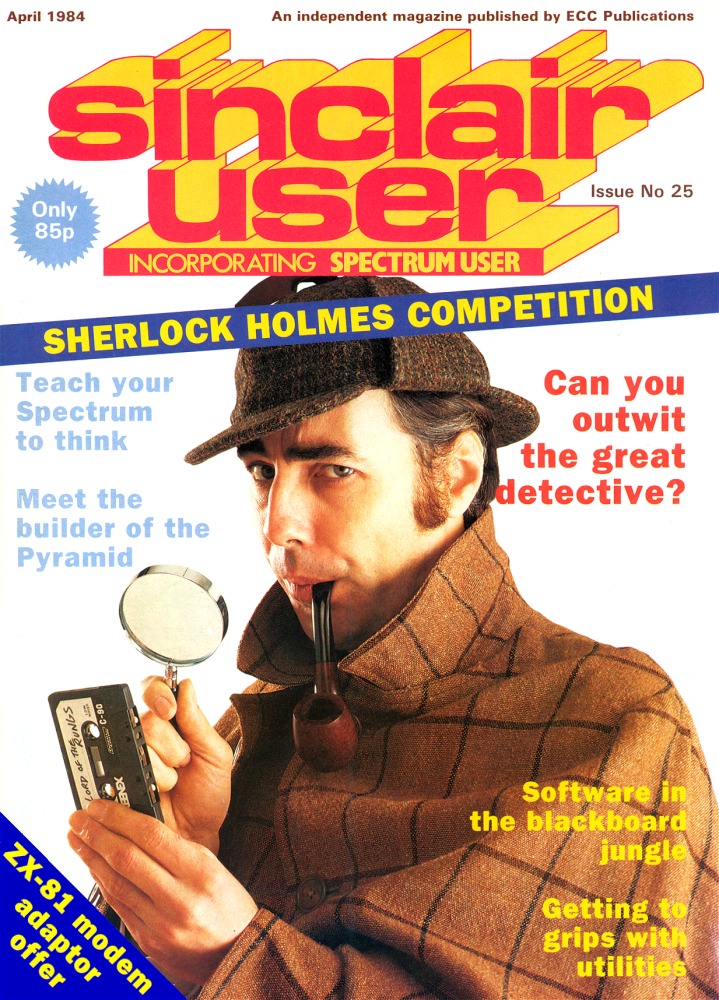 April 1984
An independent magazine published by ECC Publications
sinclair
user
Issue No 25
Only
85p
INCORPORATING SPECTRUM USER
SHERLOCK HOLMES COMPETITION
Teach your
Spectrum
to think
Can you
outwit
the great
detective?
Meet the
builder of the
Pyramid
LORD OF THE RUNGS
C-90
Software in
the blackboard
jungle
Getting to
grips with
utilities
ZX-81 modem
adaptor
offer